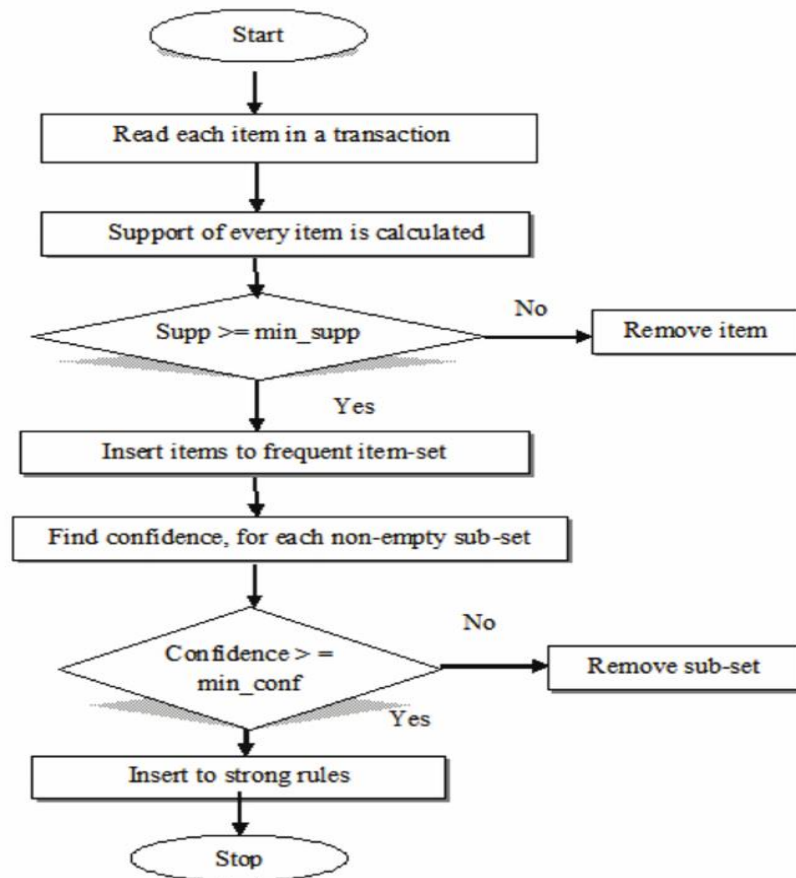 Start
Read each item in a transaction
Support of every item is calculated
Supp >= min_supp
No
Remove item
Yes
Insert items to frequent item-set
Find confidence, for each non-empty sub-set
Confidence > =
min_conf
No
Remove sub-set
Yes
Insert to strong rules
Stop